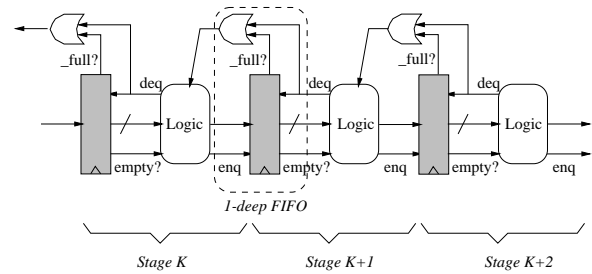 _full?
_full?
_full?
deq
deq
deq
Logic
Logic
Logic
empty?
enq
empty?
enq
empty?
enq
1-deep FIFO
Stage K
Stage K+1
Stage K+2